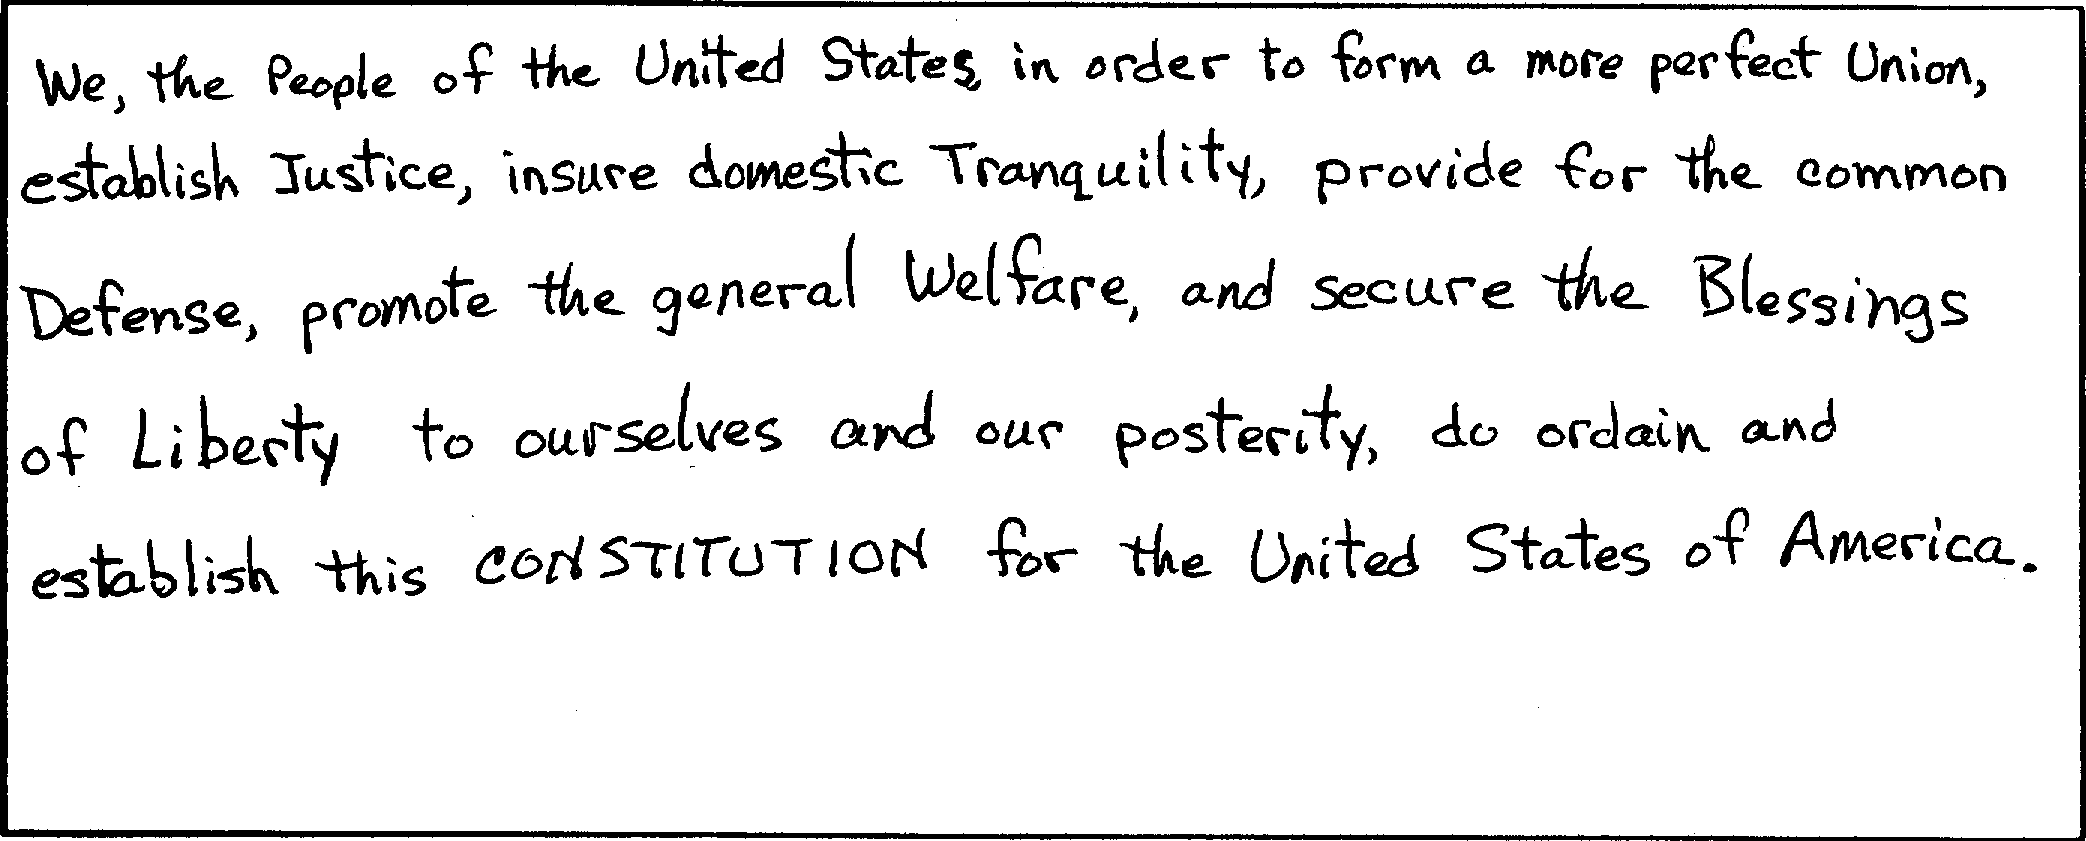 We, the People of the United States, in order to form a more perfect Union,
establish Justice, insure domestic Tranquility, provide for the common
Defense, promote the general Welfare, and secure the Blessings
of Liberty to ourselves and our posterity, do ordain and
establish this CONSTITUTION for the United States of America.